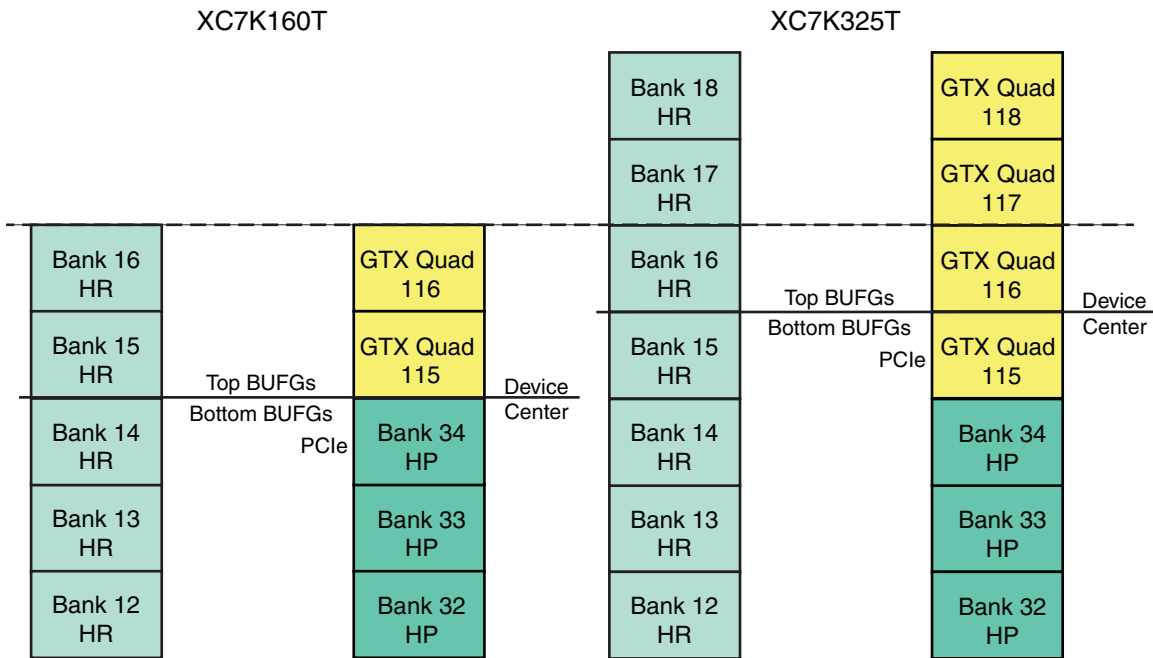 XC7K160T
Bank 16
HR
Bank 15
HR
Bank 14
HR
Bank 13
HR
Bank 12
HR
Top BUFGs
Bottom BUFGs
PCIe
GTX Quad
116
GTX Quad
115
Bank 34
HP
Bank 33
HP
Bank 32
HP
Device
Center
XC7K325T
Bank 18
HR
Bank 17
HR
Bank 16
HR
Bank 15
HR
Bank 14
HR
Bank 13
HR
Bank 12
HR
Top BUFGs
Bottom BUFGs
PCIe
GTX Quad
118
GTX Quad
117
GTX Quad
116
GTX Quad
115
Bank 34
HP
Bank 33
HP
Bank 32
HP
Device
Center